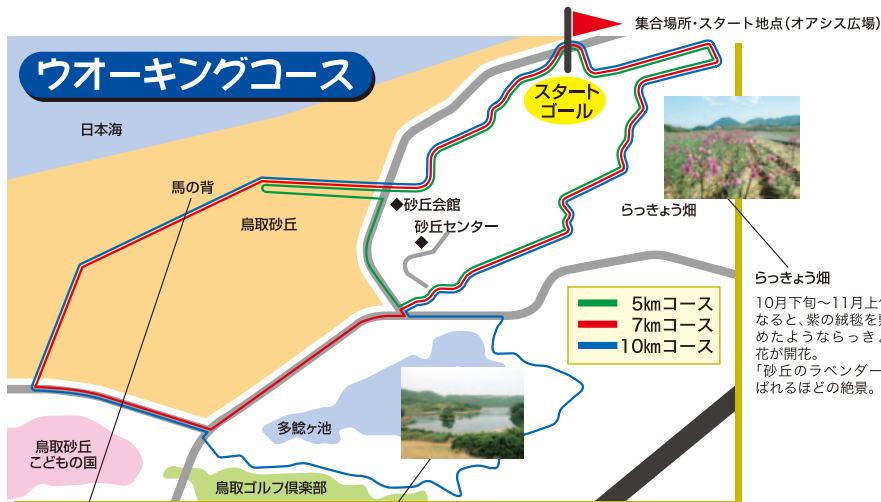 集合場所・スタート地点(オアシス広場)
ウオーキングコース
スタート
ゴール
日本海
馬の背
鳥取砂丘
砂丘会館
砂丘センター
らっきょう畑
らっきょう畑
10月下旬〜11月上
なると、紫の絨毯を
めたようならっき
花が開花。
「砂丘のラベンダー
ばれるほどの絶景。
5kmコース
7kmコース
10kmコース
多鯰ヶ池
鳥取砂丘
こどもの国
鳥取ゴルフ倶楽部